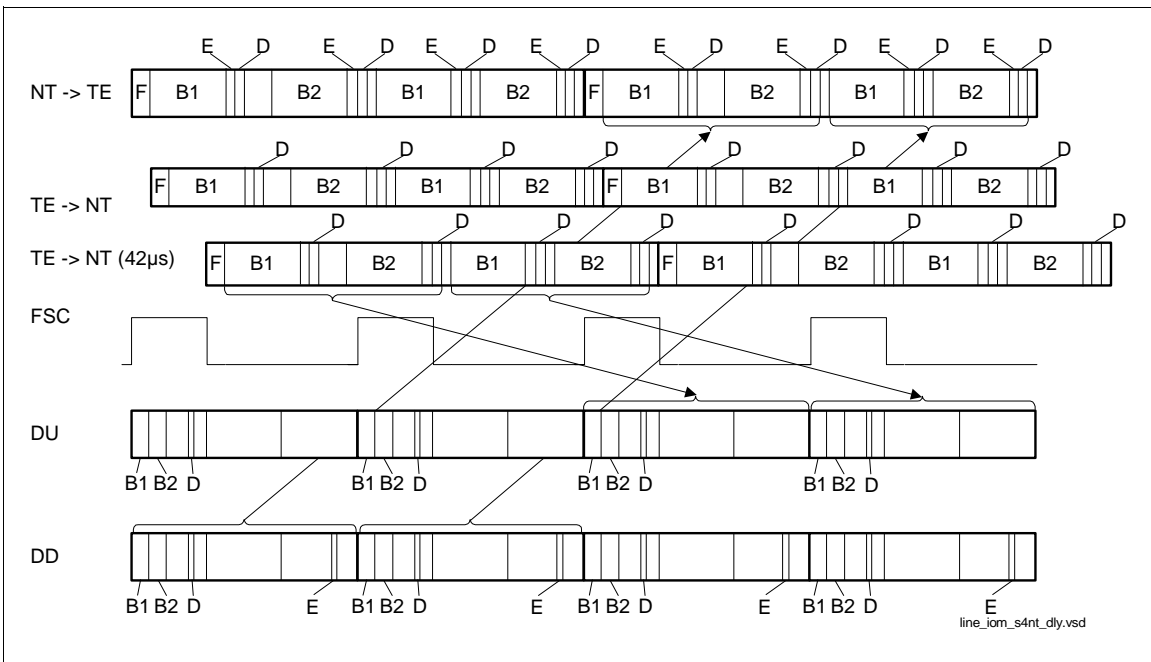 E D E D E D E D E D E D E D E D
NT -> TE F B1 B2 B1 B2 F B1 B2 B1 B2
D D D D D D D D
F B1 B2 B1 B2 F B1 B2 B1 B2
TE -> NT
D D D D D D D D
TE -> NT (42µs) F B1 B2 B1 B2 F B1 B2 B1 B2
FSC
DU
B1 B2 D B1 B2 D B1 B2 D B1 B2 D
DD
B1 B2 D E B1 B2 D E B1 B2 D E B1 B2 D E
line_iom_s4nt_dly.vsd